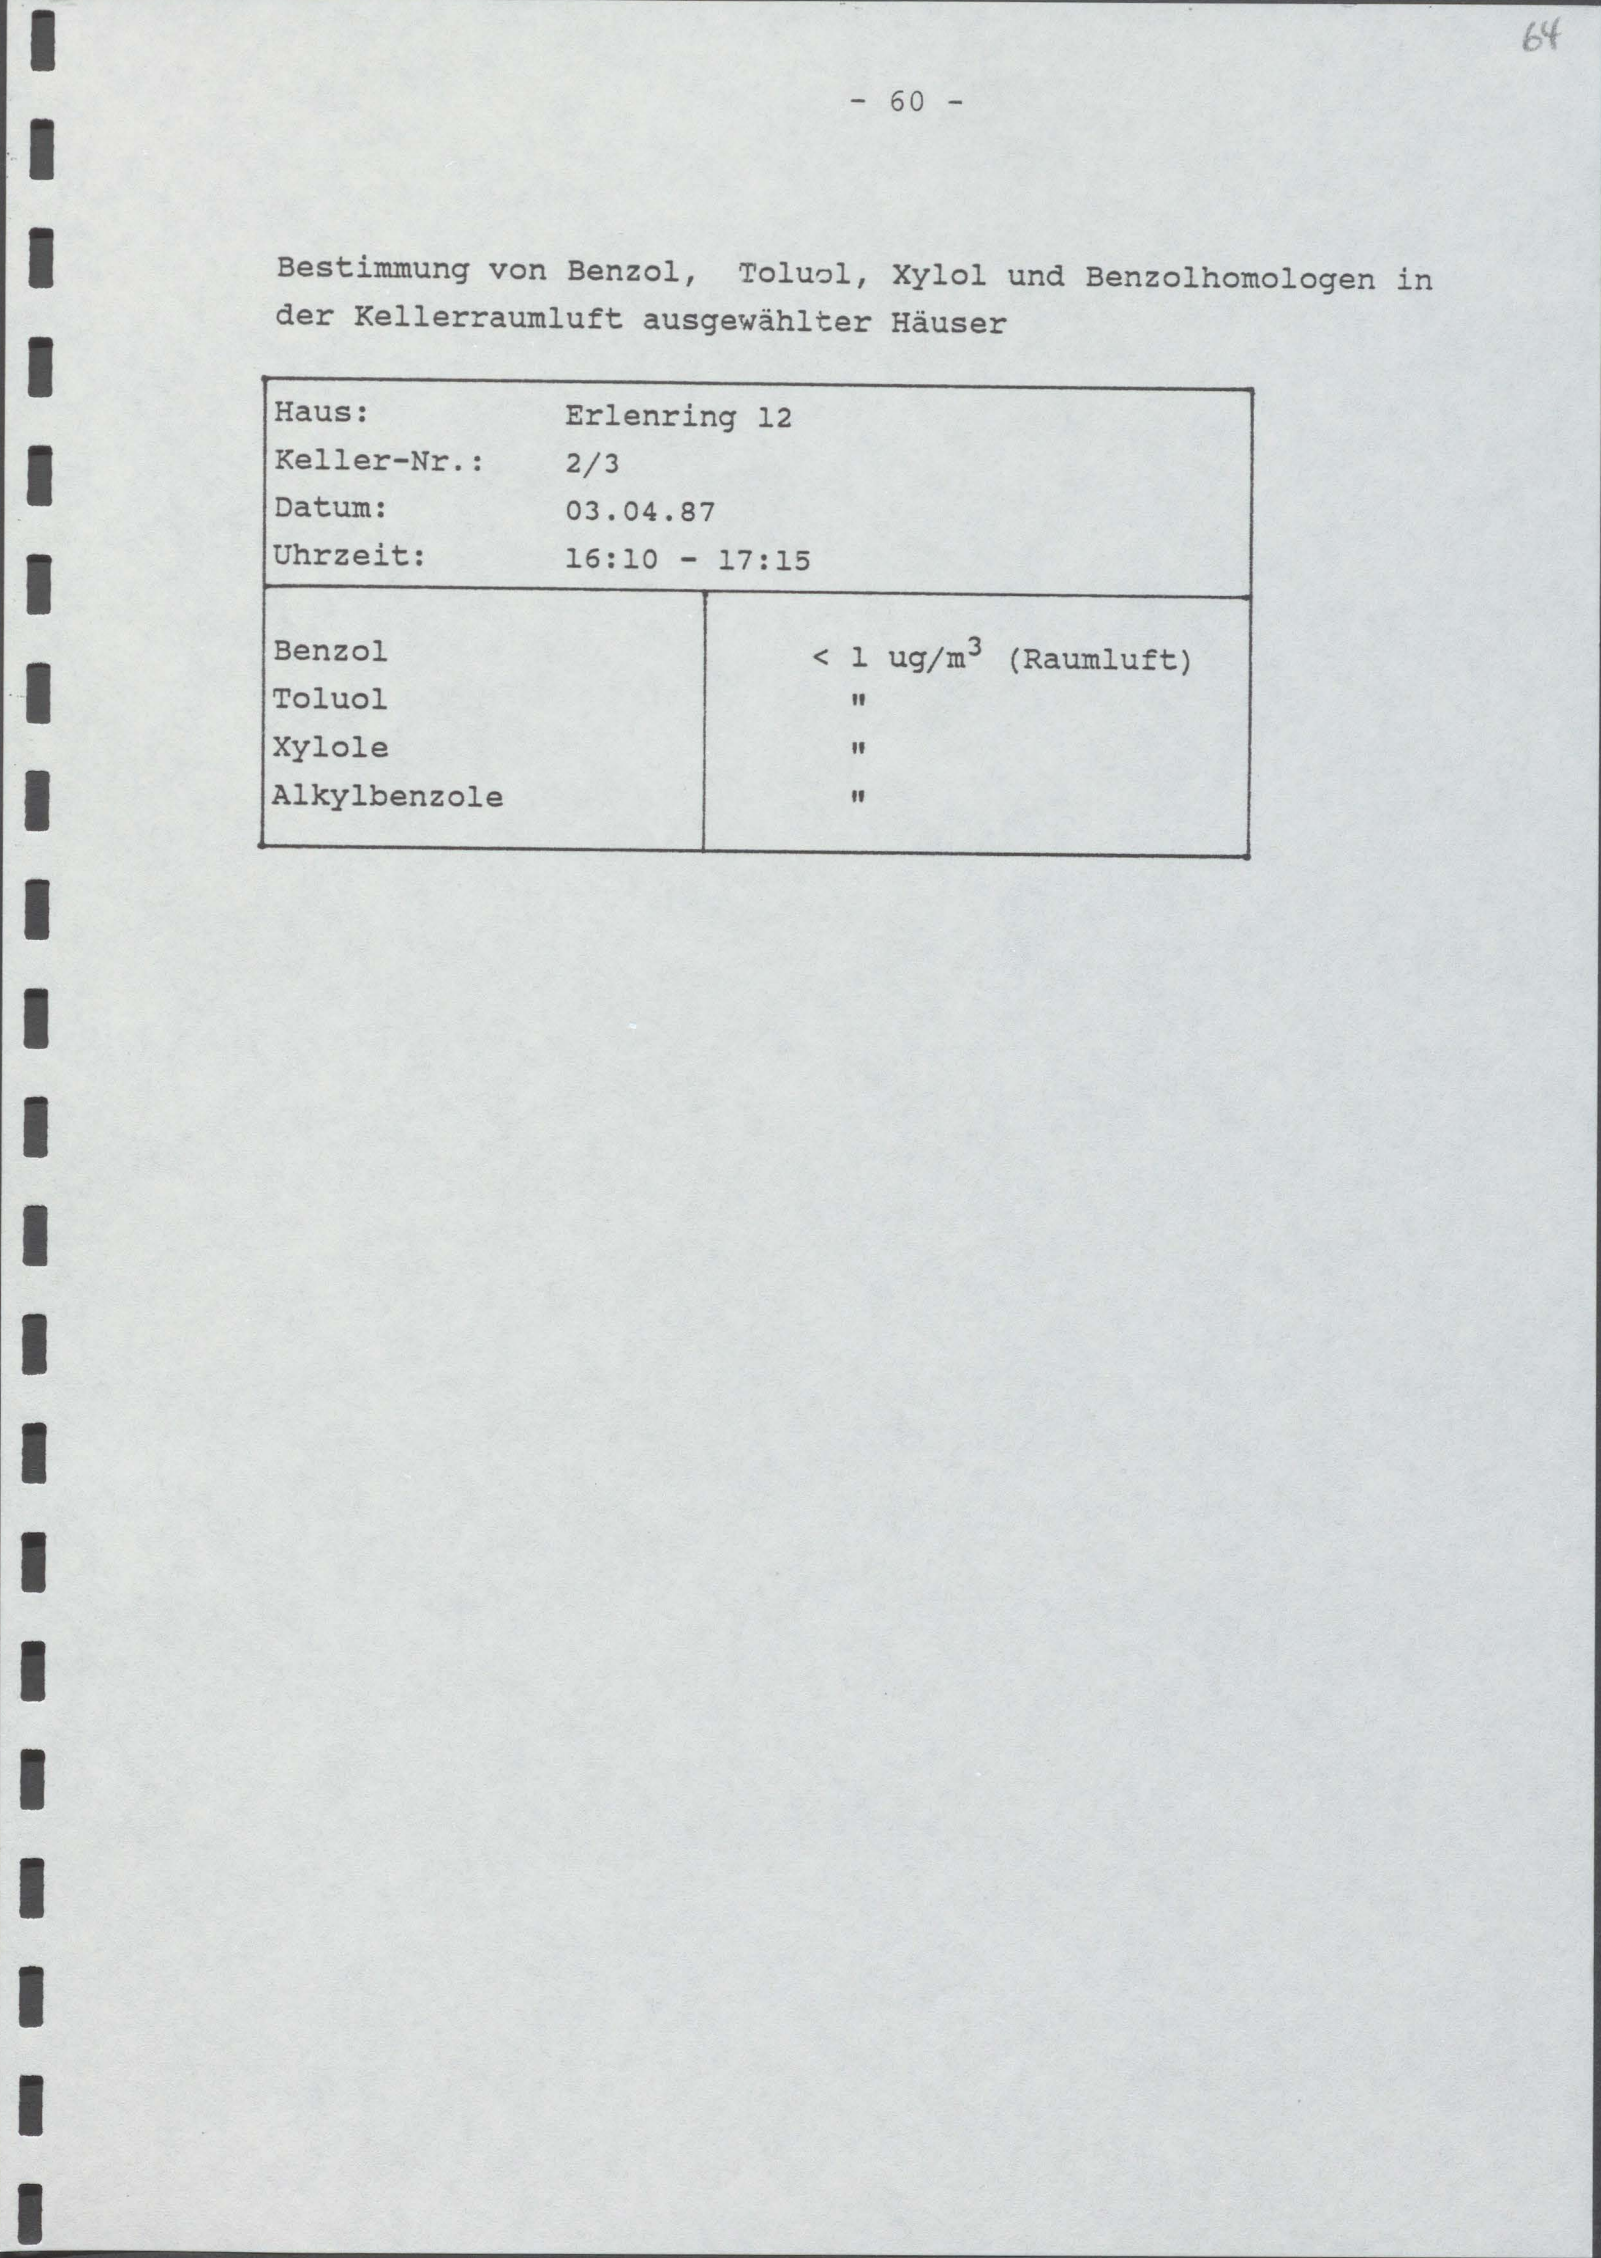 64
- 60 -
Bestimmung von Benzol, Toluol, Xylol und Benzolhomologen in
der Kellerraumluft ausgewählter Häuser
Haus: Erlenring 12
Keller-Nr.: 2/3
Datum: 03.04.87
Uhrzeit: 16:10 - 17:15
Benzol < 1 ug/m³ (Raumluft)
Toluol "
Xylole "
Alkylbenzole "